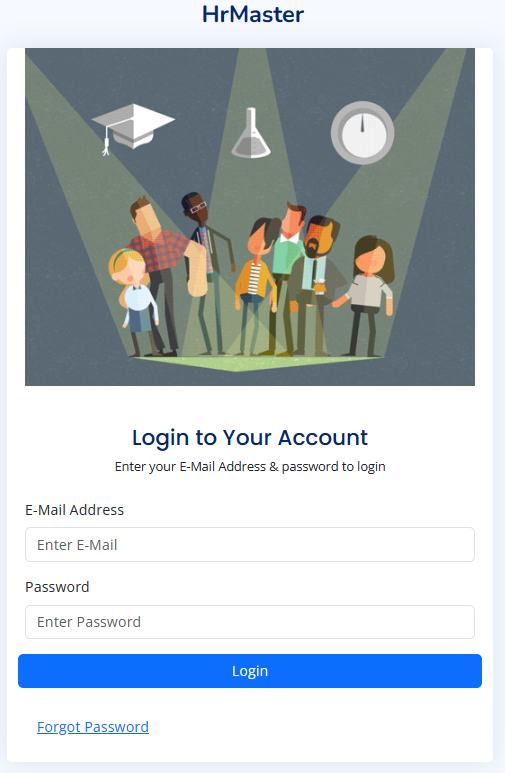 HrMaster
Login to Your Account
Enter your E-Mail Address & password to login
E-Mail Address
Enter E-Mail
Password
Enter Password
Login
Forgot Password